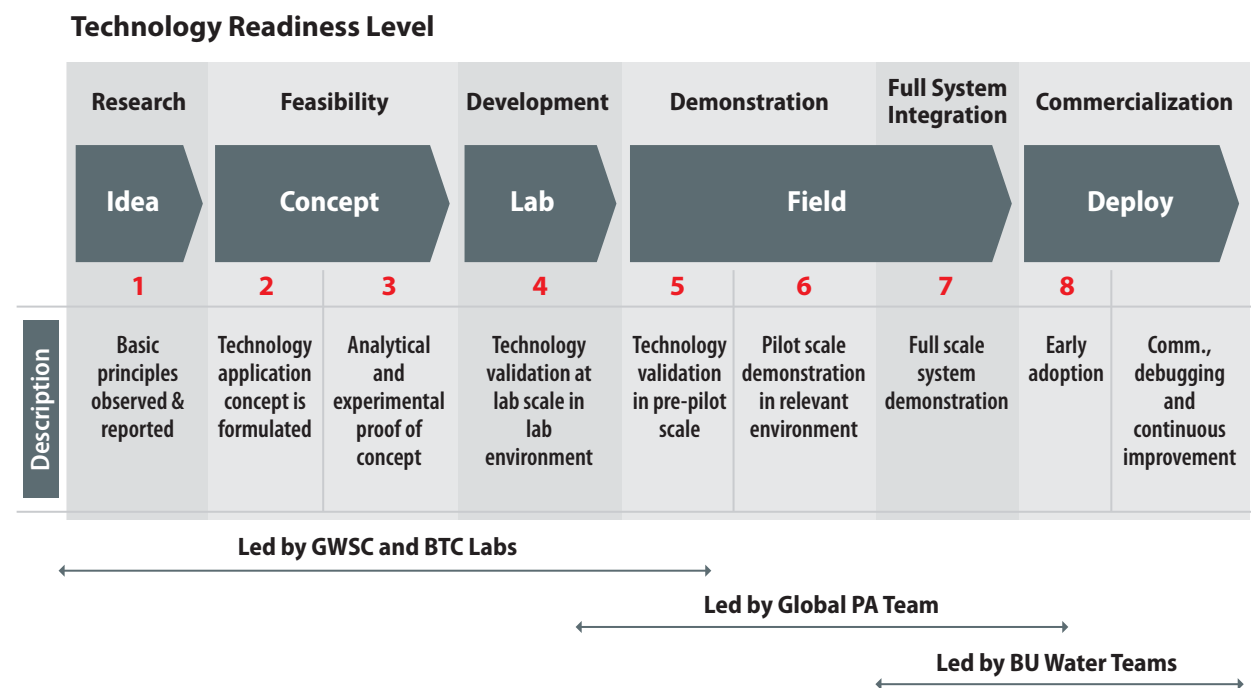 Technology Readiness Level
Research
Feasibility
Development
Demonstration
Full System
Integration
Commercialization
Idea
Concept
Lab
Field
Deploy
1
2
3
4
5
6
7
8
Description
Basic
principles
observed &
reported
Technology
application
concept is
formulated
Analytical
and
experimental
proof of
concept
Technology
validation at
lab scale in
lab
environment
Technology
validation
in pre-pilot
scale
Pilot scale
demonstration
in relevant
environment
Full scale
system
demonstration
Early
adoption
Comm.,
debugging
and
continuous
improvement
Led by GWSC and BTC Labs
Led by Global PA Team
Led by BU Water Teams